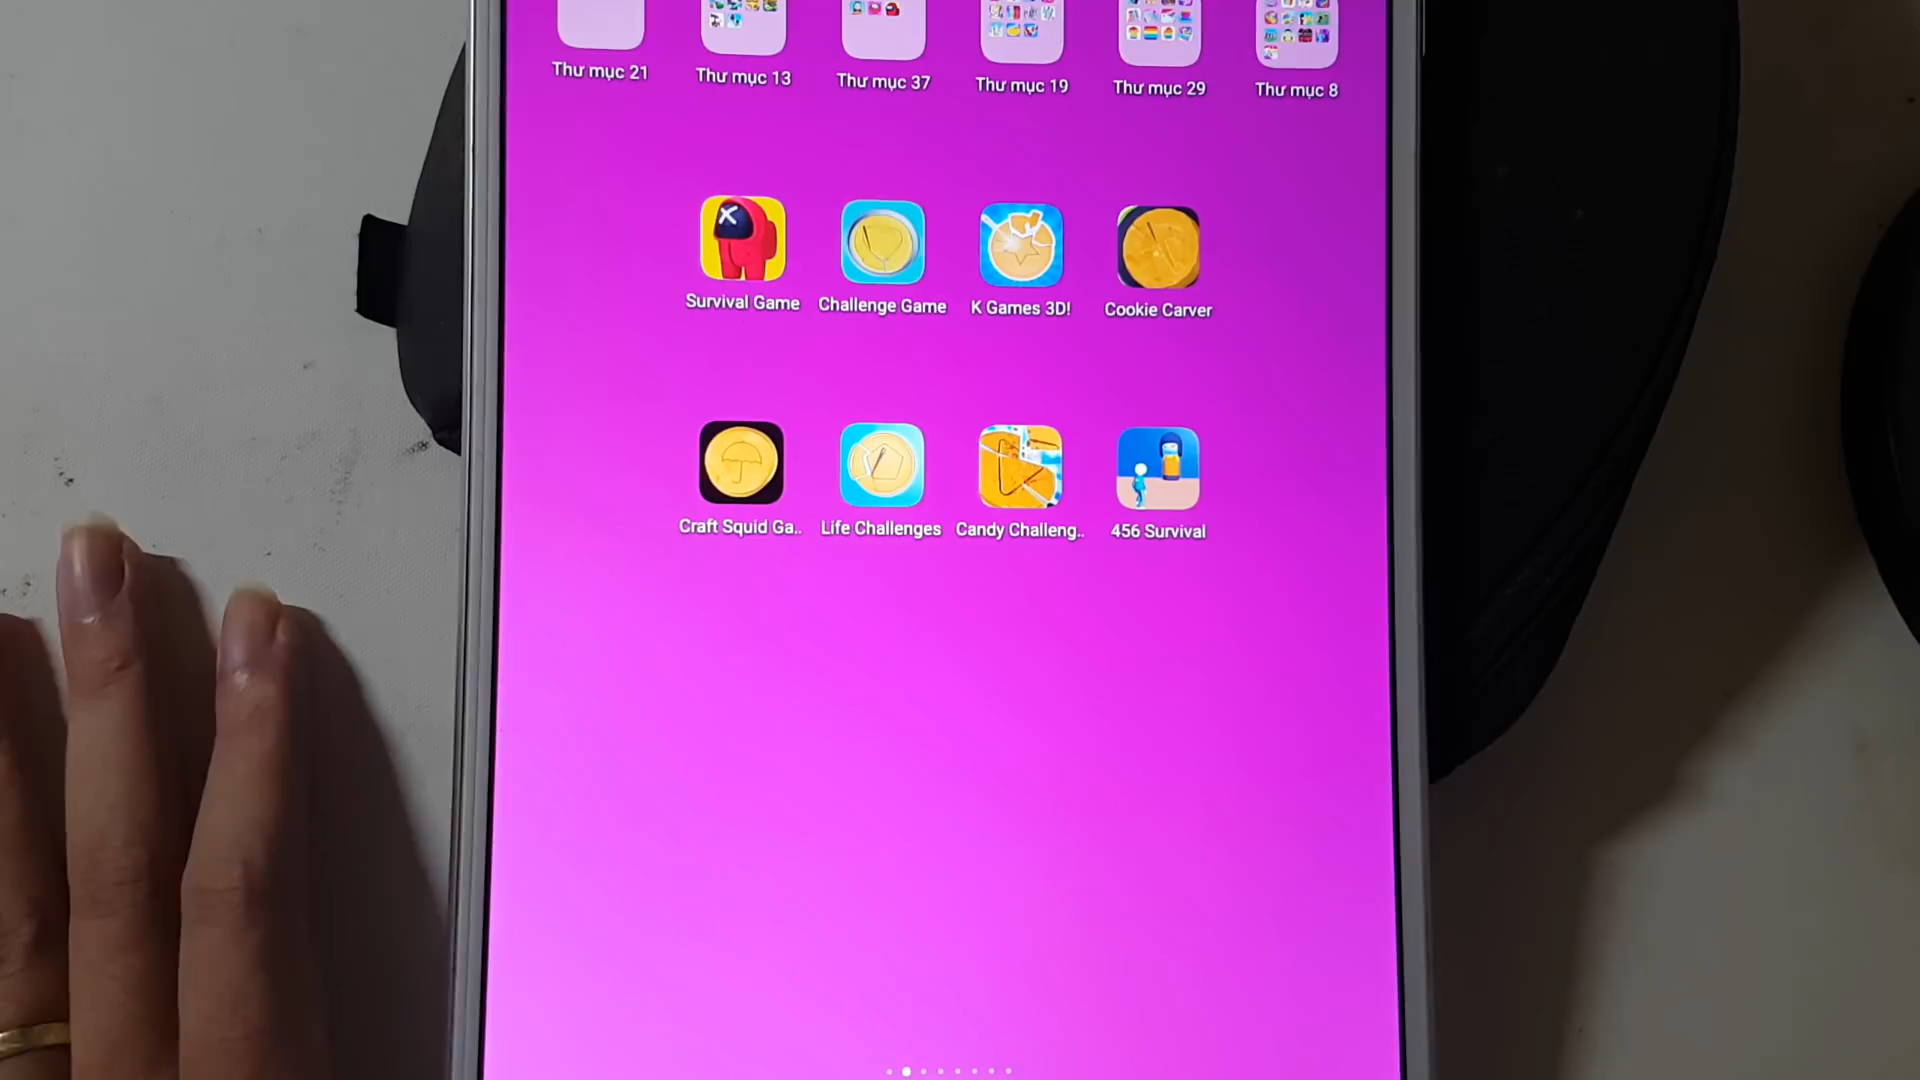 Thư mục 21
Thư mục 13
Thư mục 37
Thư mục 19
Thư mục 29
Thư mục 8
Survival Game
Challenge Game
K Games 3D!
Cookie Carver
Craft Squid Ga..
Life Challenges
Candy Challeng..
456 Survival